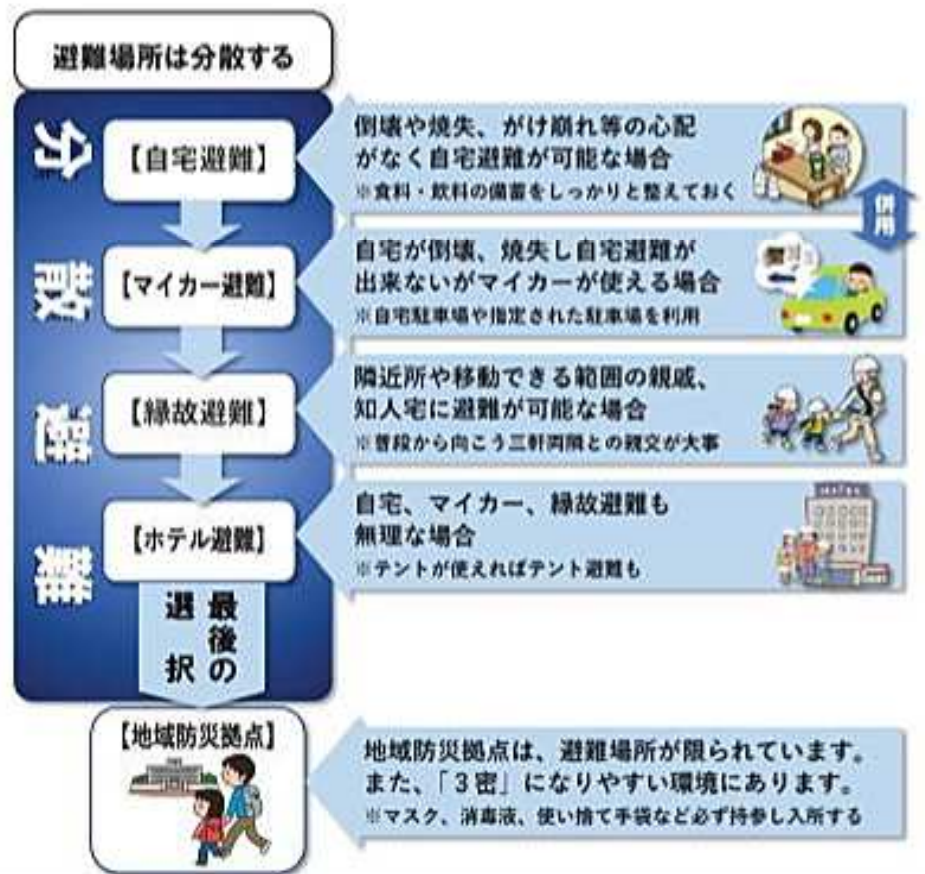 避難場所は分散する
分散避難
【自宅避難】
倒壊や焼失、がけ崩れ等の心配
がなく自宅避難が可能な場合
※食料・飲料の備蓄をしっかりと整えておく
併用
【マイカー避難】
自宅が倒壊、焼失し自宅避難が
出来ないがマイカーが使える場合
※自宅駐車場や指定された駐車場を利用
【縁故避難】
隣近所や移動できる範囲の親戚、
知人宅に避難が可能な場合
※普段から向こう三軒両隣との親交が大事
【ホテル避難】
自宅、マイカー、縁故避難も
無理な場合
※テントが使えればテント避難も
最後の
選択
【地域防災拠点】
地域防災拠点は、避難場所が限られています。
また、「3密」になりやすい環境にあります。
※マスク、消毒液、使い捨て手袋など必ず持参し入所する